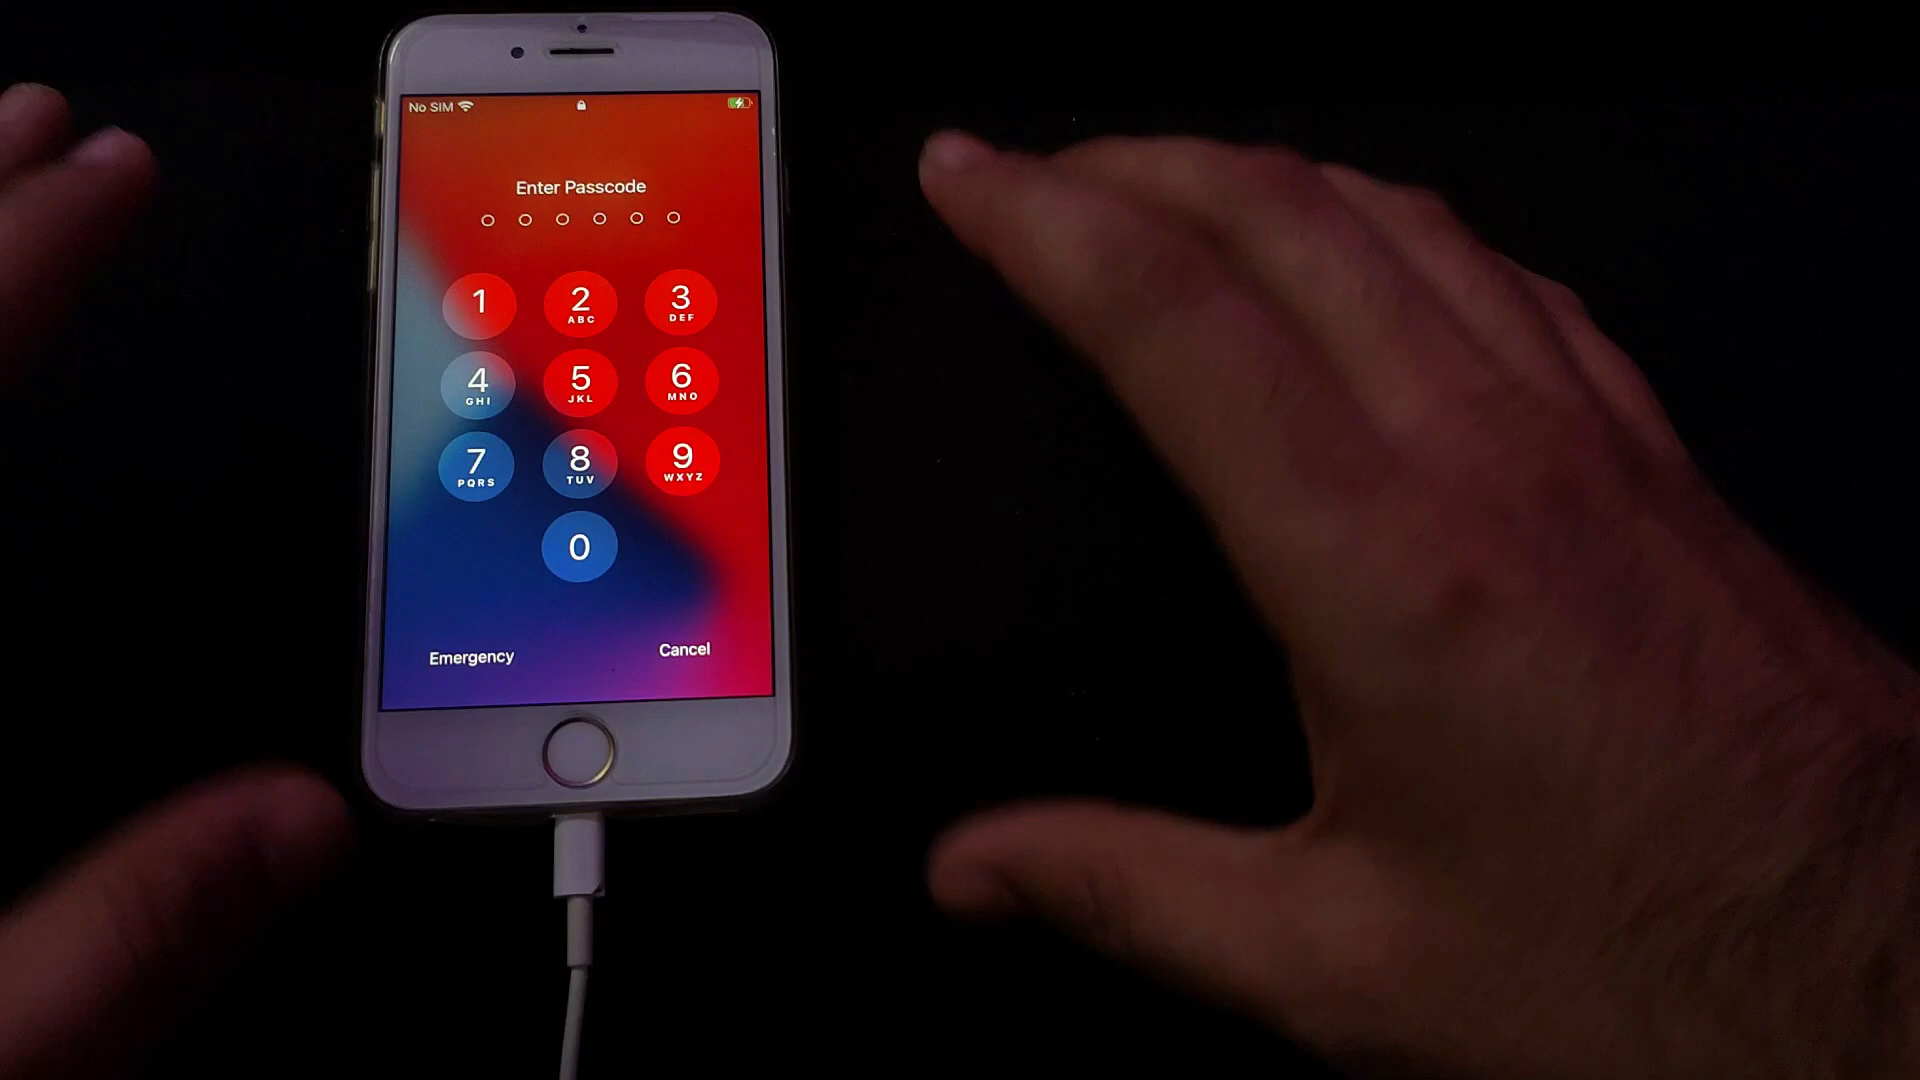 No SIM
Enter Passcode
1 2 3
ABC DEF
4 5 6
GHI JKL MNO
7 8 9
PQRS TUV WXYZ
0
Emergency Cancel